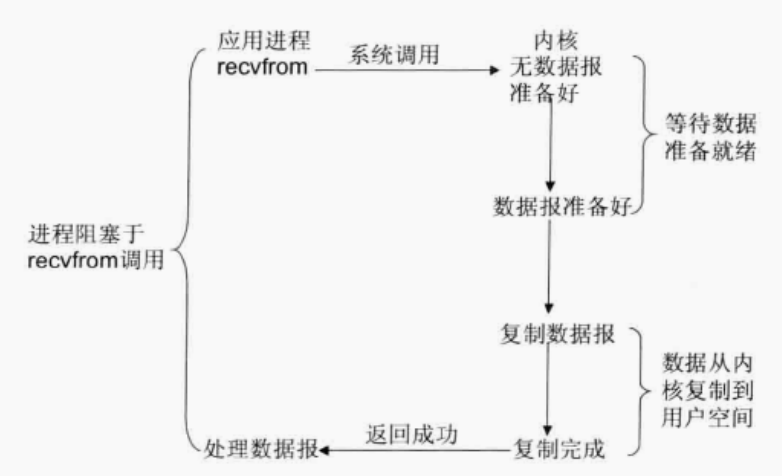 应用进程
recvfrom
系统调用
内核
无数据报
准备好
等待数据
准备就绪
数据报准备好
进程阻塞于
recvfrom调用
复制数据报
数据从内
核复制到
用户空间
处理数据报
返回成功
复制完成